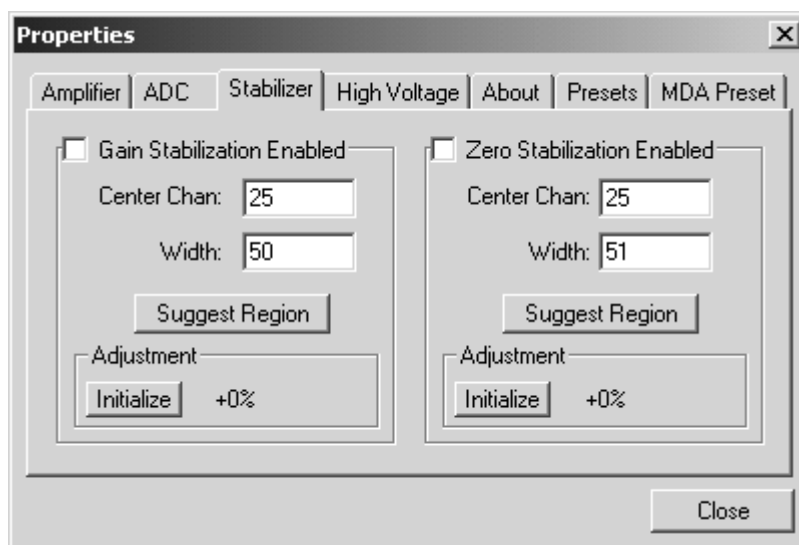 Properties
Amplifier ADC Stabilizer High Voltage About Presets MDA Preset
Gain Stabilization Enabled
Center Chan: 25
Width: 50
Suggest Region
Adjustment
Initialize +0%
Zero Stabilization Enabled
Center Chan: 25
Width: 51
Suggest Region
Adjustment
Initialize +0%
Close